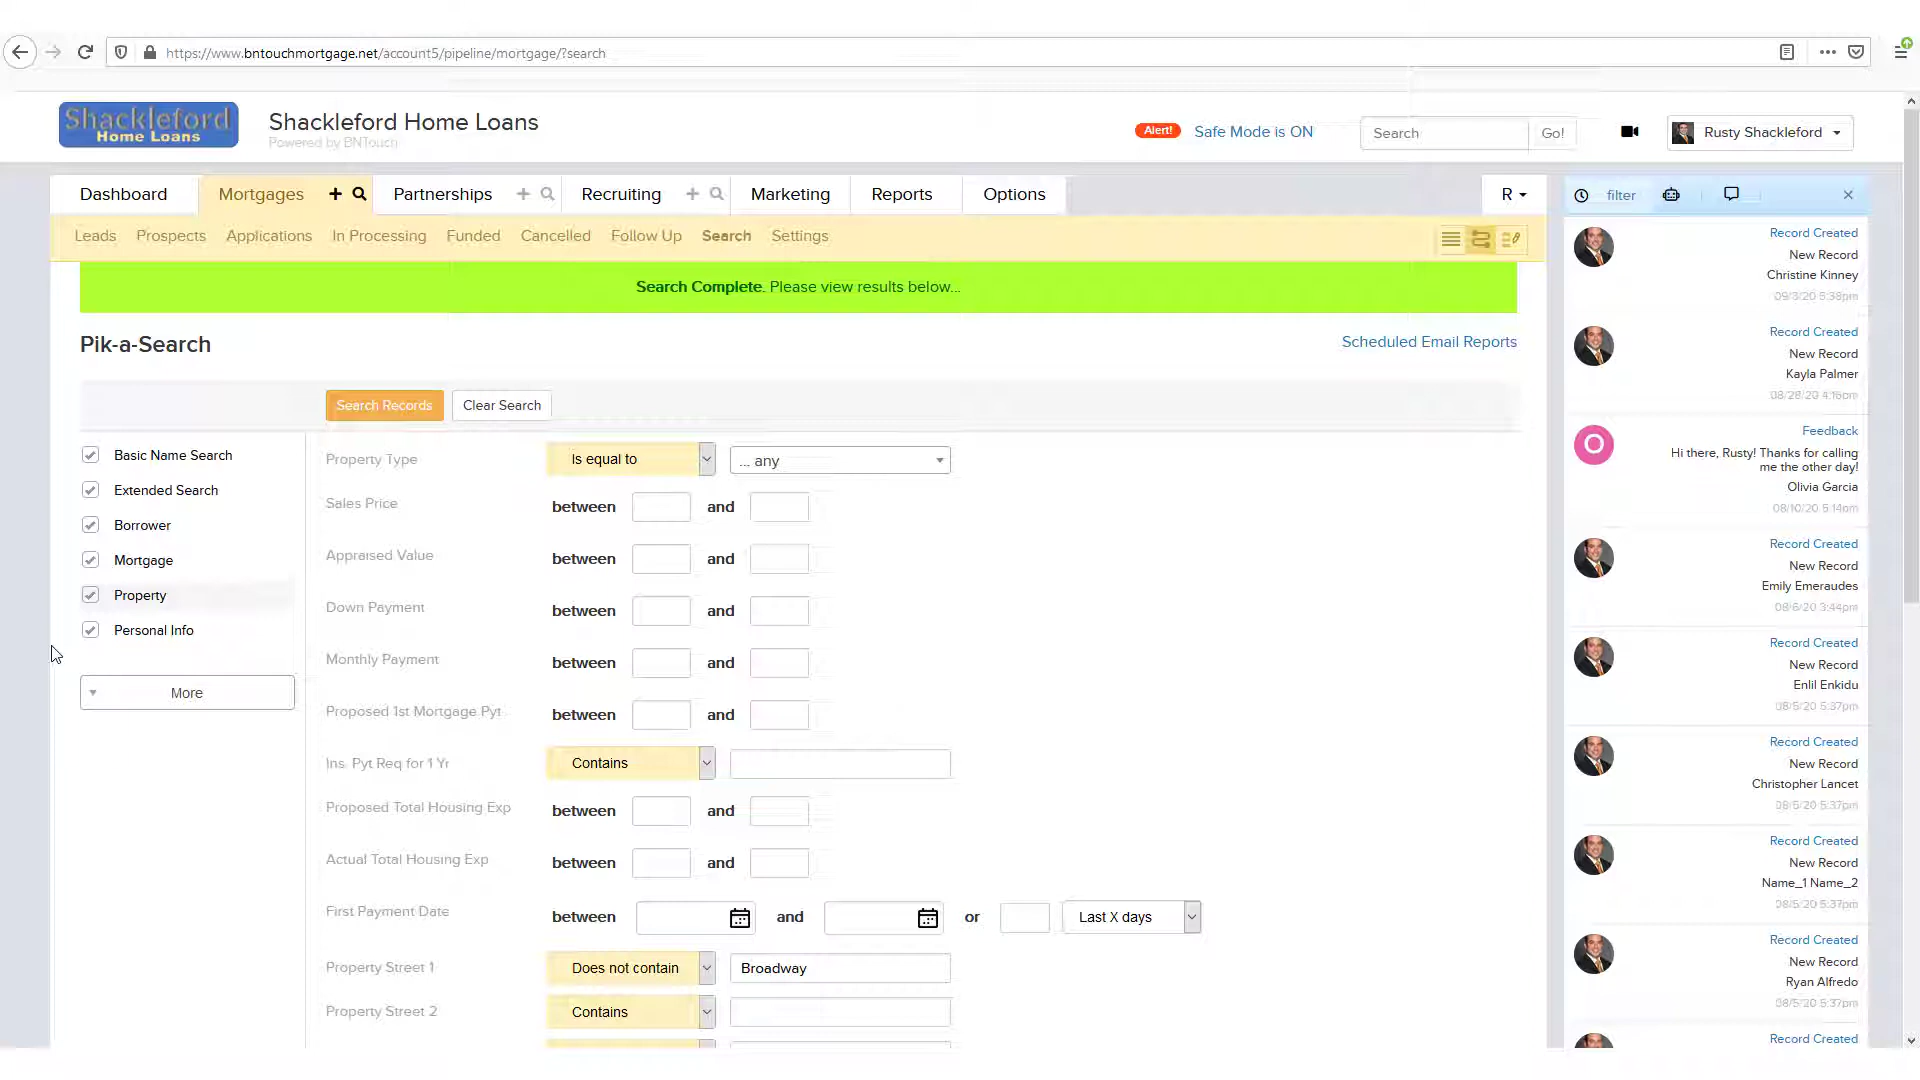 https://www.bntouchmortgage.net/account5/pipeline/mortgage/?search
Shackleford
Home Loans
Shackleford Home Loans
Powered by BNTouch
Alert!
Safe Mode is ON
Search
Go!
Rusty Shackleford
Dashboard
Mortgages
Partnerships
Recruiting
Marketing
Reports
Options
R
Leads
Prospects
Applications
In Processing
Funded
Cancelled
Follow Up
Search
Settings
Search Complete. Please view results below...
Pik-a-Search
Scheduled Email Reports
Search Records
Clear Search
Basic Name Search
Extended Search
Borrower
Mortgage
Property
Personal Info
More
Property Type Is equal to ... any
Sales Price between and
Appraised Value between and
Down Payment between and
Monthly Payment between and
Proposed 1st Mortgage Pyt between and
Ins. Pyt Req for 1 Yr Contains
Proposed Total Housing Exp between and
Actual Total Housing Exp between and
First Payment Date between and or Last X days
Property Street 1 Does not contain Broadway
Property Street 2 Contains
filter
Record Created
New Record
Christine Kinney
09/3/20 5:38pm
Record Created
New Record
Kayla Palmer
08/28/20 4:16pm
O
Feedback
Hi there, Rusty! Thanks for calling
me the other day!
Olivia Garcia
08/10/20 5:14pm
Record Created
New Record
Emily Emeraudes
08/6/20 3:44pm
Record Created
New Record
Enlil Enkidu
08/5/20 5:37pm
Record Created
New Record
Christopher Lancet
08/5/20 5:37pm
Record Created
New Record
Name_1 Name_2
08/5/20 5:37pm
Record Created
New Record
Ryan Alfredo
08/5/20 5:37pm
Record Created